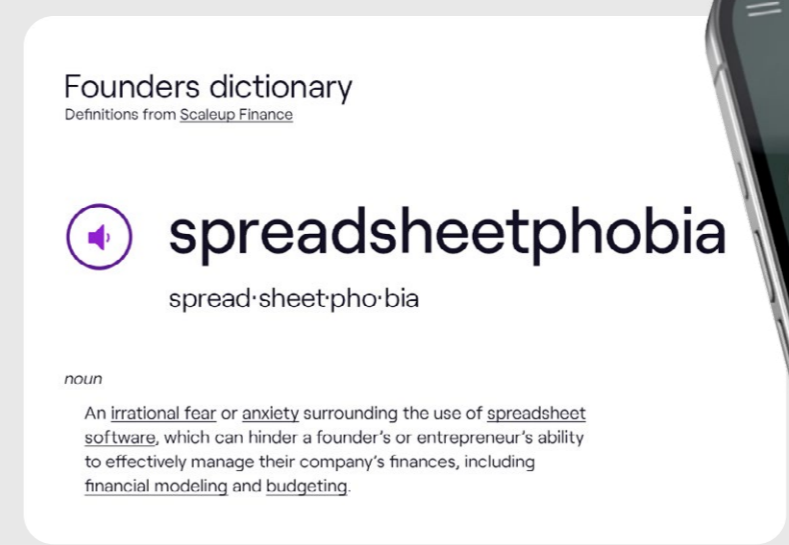 Founders dictionary
Definitions from Scaleup Finance
spreadsheetphobia
spread·sheet·pho·bia
noun
An irrational fear or anxiety surrounding the use of spreadsheet
software, which can hinder a founder's or entrepreneur's ability
to effectively manage their company's finances, including
financial modeling and budgeting.